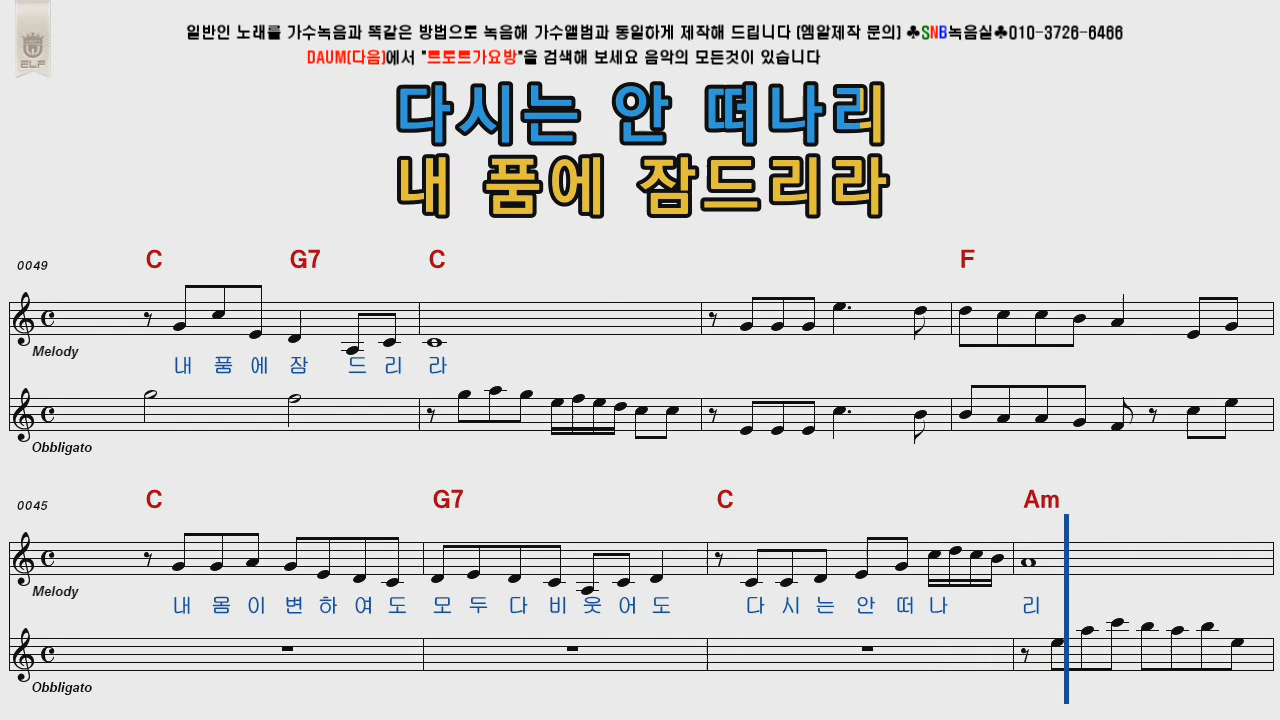 일반인 노래를 가수녹음과 똑같은 방법으로 녹음해 가수앨범과 동일하게 제작해 드립니다 (엠알제작 문의) ♣SNB녹음실♣010-3726-6466
DAUM(다음)에서 "트로트가요방"을 검색해 보세요 음악의 모든것이 있습니다
ELF
다시는 안 떠나리
내 품에 잠드리라
0049 C G7 C F
Melody
내 품 에 잠 드 리 라
Obbligato
0045 C G7 C Am
Melody
내 몸 이 변 하 여 도 모 두 다 비 웃 어 도 다 시 는 안 떠 나 리
Obbligato